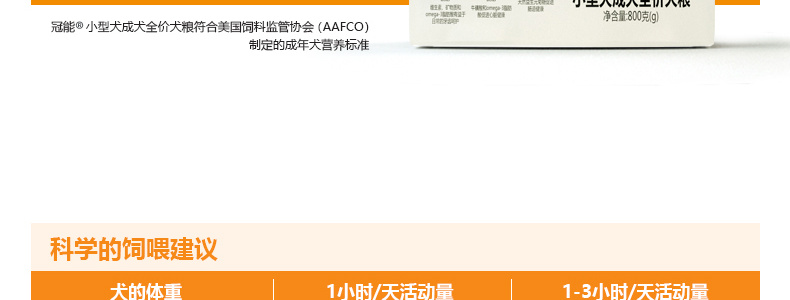 小型犬成犬全价犬粮
净含量:800克(g)
冠能® 小型犬成犬全价犬粮符合美国饲料监管协会 (AAFCO)
制定的成年犬营养标准
科学的饲喂建议
犬的体重 1小时/天活动量 1-3小时/天活动量